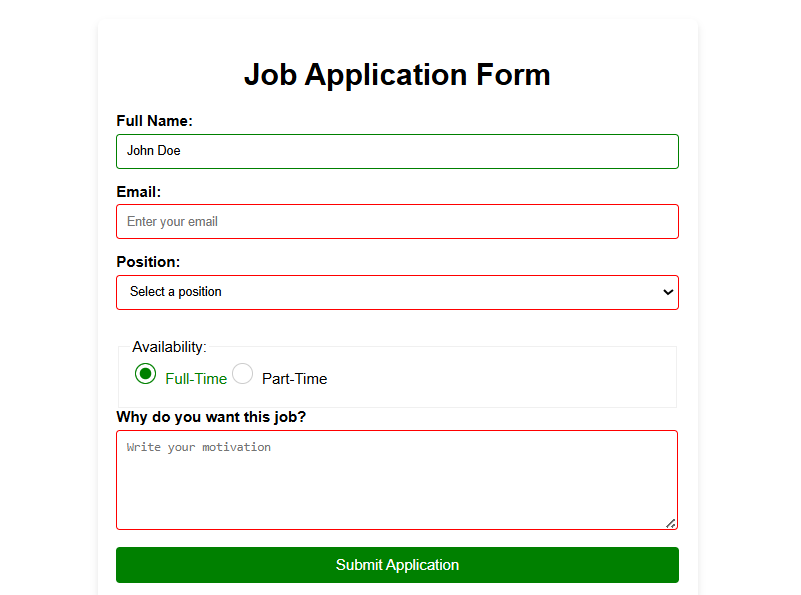 Job Application Form
Full Name:
John Doe
Email:
Enter your email
Position:
Select a position
Availability:
Full-Time Part-Time
Why do you want this job?
Write your motivation
Submit Application